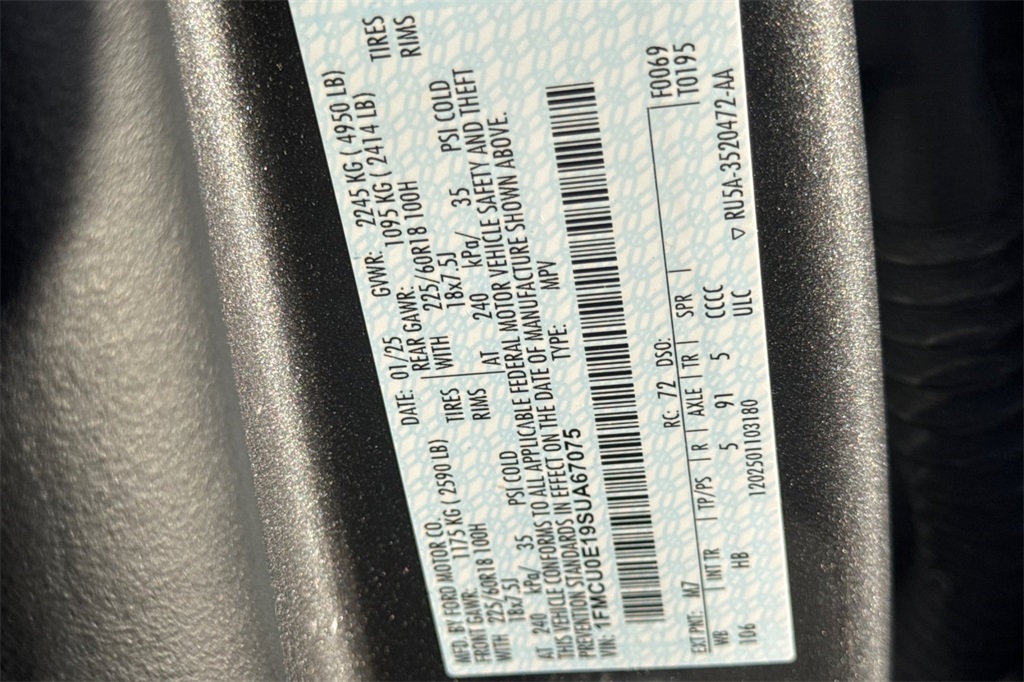 MFD. BY FORD MOTOR CO. DATE: 01/25 GVWR: 2245 KG ( 4950 LB)
FRONT GAWR: 1175 KG ( 2590 LB) REAR GAWR: 1095 KG ( 2414 LB)
WITH 225/60R18 100H TIRES WITH 225/60R18 100H TIRES
18x7.5J RIMS 18x7.5J RIMS
AT 240 kPa/ 35 PSI COLD AT 240 kPa/ 35 PSI COLD
THIS VEHICLE CONFORMS TO ALL APPLICABLE FEDERAL MOTOR VEHICLE SAFETY AND THEFT
PREVENTION STANDARDS IN EFFECT ON THE DATE OF MANUFACTURE SHOWN ABOVE.
VIN: 1FMCU0E19SUA67075 TYPE: MPV
F0069
RC: 72 DSO: T0195
EXT PNT: M7
WB INT TR TP/PS R AXLE TR SPR
106 HB 5 91 5 CCC
ULC
1202501103180
▽ RU5A-3520472-AA